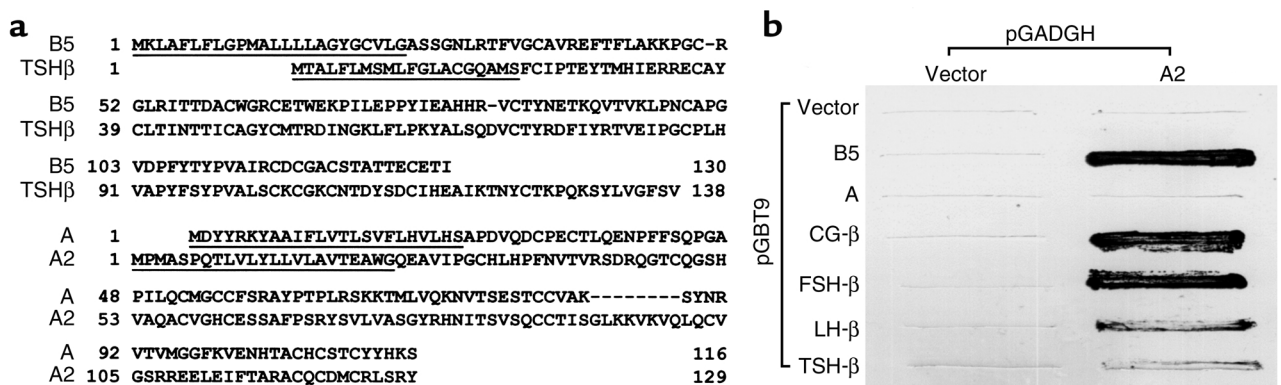 a
B5 1 MKLAFLFLGPMALLLLAGYGCVLGASSGNLRTFVGCAVREFTFLAKKPGC-R
TSHβ 1 MTALFLMSMLFGLACGQAMSFCIPTEYTMHIERRECAY
B5 52 GLRITTDACWGRCETWEKPILEPPYIEAHHR-VCTYNETKQVTVKLPNCAPG
TSHβ 39 CLTINTTICAGYCMTRDINGKLFLPKYALSQDVCTYRDFIYRTVEIPGCPLH
B5 103 VDPFYTYPVAIRCDCGACSTATTECETI 130
TSHβ 91 VAPYFSYPVALSCKCGKCNTDYSDCIHEAIKTNYCTKPQKSYLVGFSV 138
A 1 MDYYRKYAAIFLVTLSVFLHVLHSAPDVQDCPECTLQENPFFSQPGA
A2 1 MPMASPQTLVLYLLVLAVTEAWGQEAVIPGCHLHPFNVTVRSDRQGTCQGSH
A 48 PILQCMGCCFSRAYPTPLRSKKTMLVQKNVTSESTCCVAK--------SYNR
A2 53 VAQACVGHCESSAFPSRYSVLVASGYRHNITSVSQCCTISGLKKVKVQLQCV
A 92 VTVMGGFKVENHTACHCSTCYYHKS 116
A2 105 GSRREELEIFTARACQCDMCRLSRY 129
b
pGADGH
Vector A2
pGBT9
Vector
B5
A
CG-β
FSH-β
LH-β
TSH-β